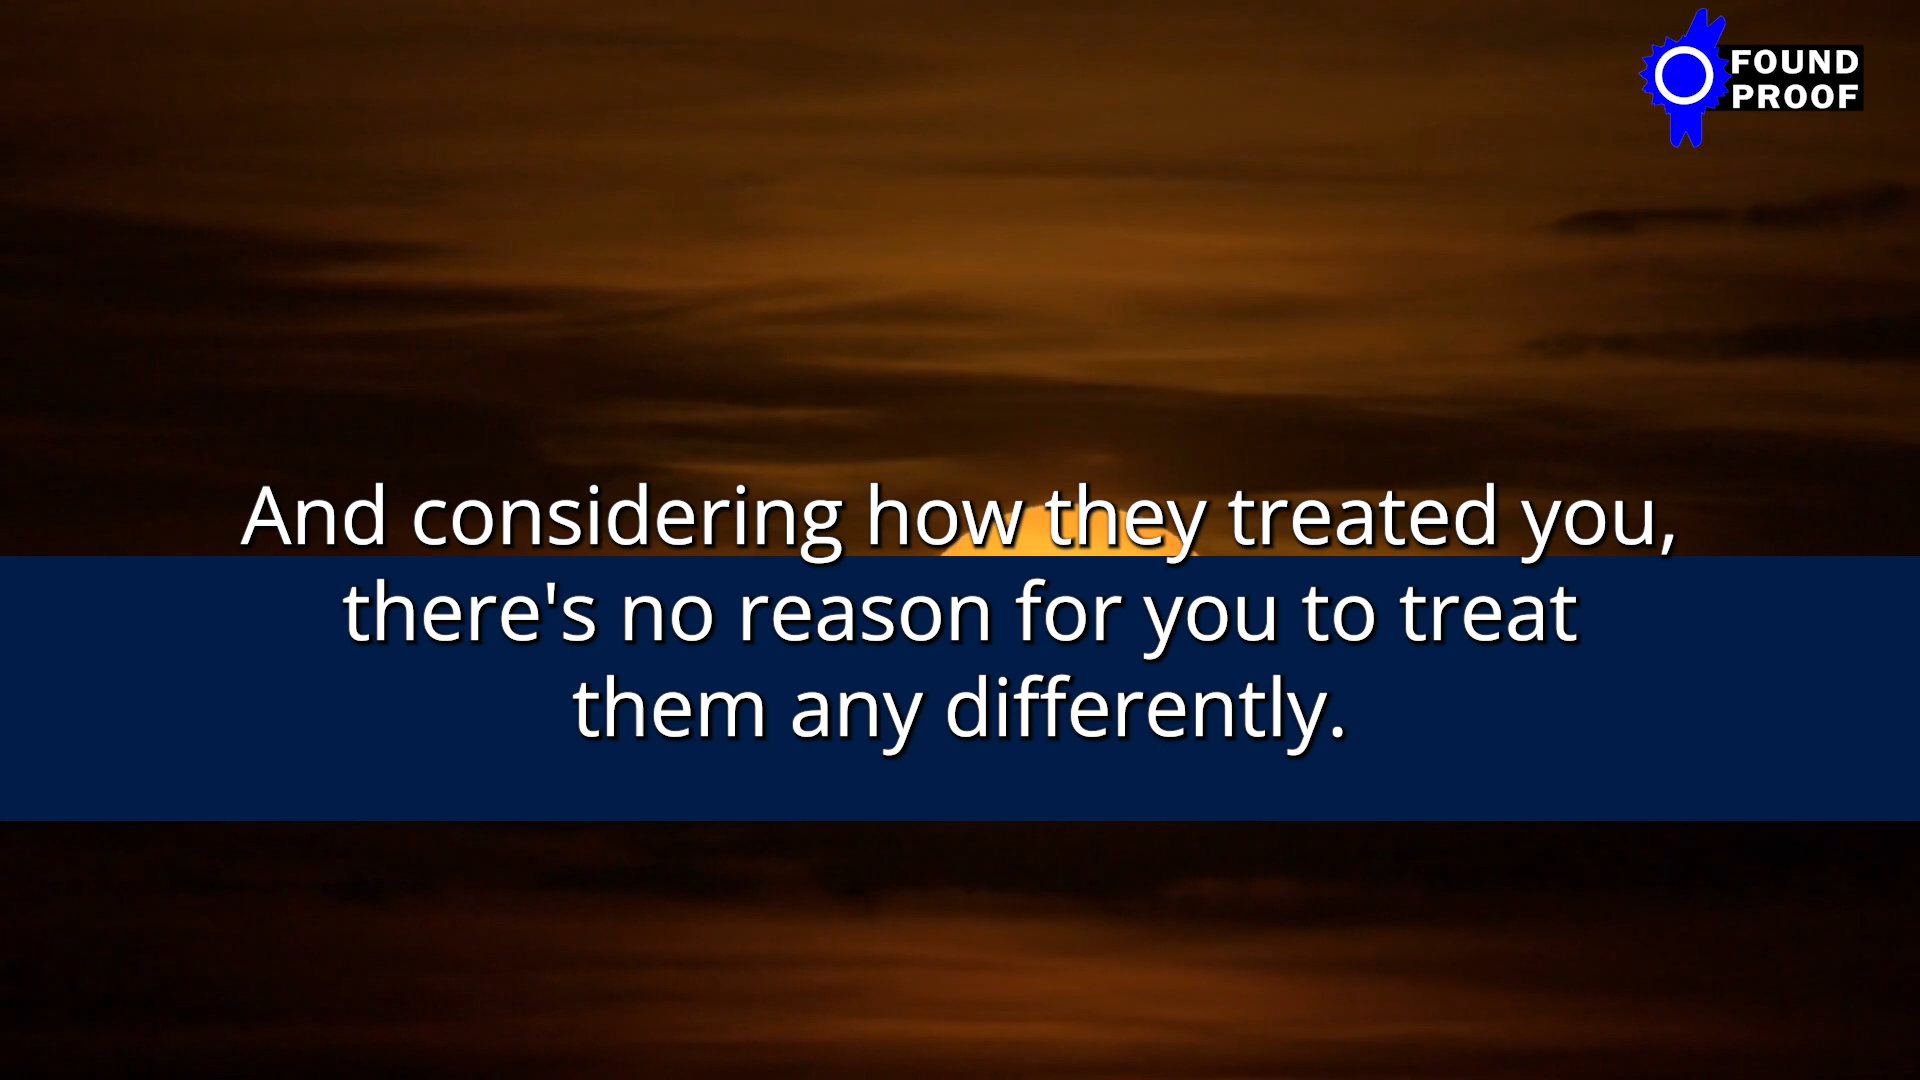 FOUND
PROOF
And considering how they treated you,
there's no reason for you to treat
them any differently.